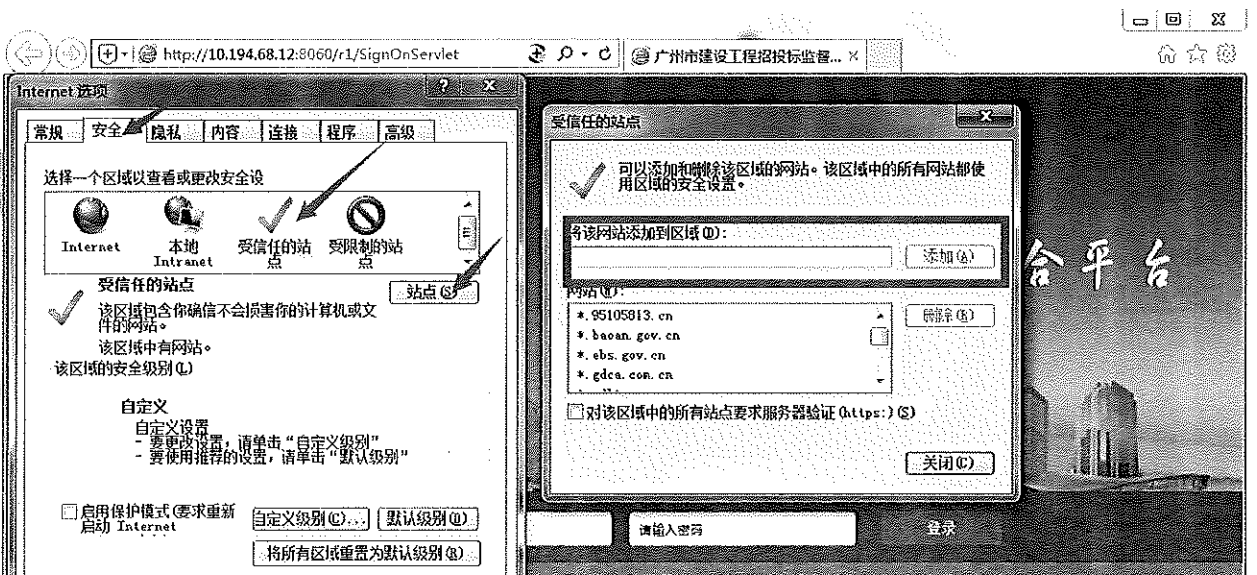 http://10.194.68.12:8060/r1/SignOnServlet
广州市建设工程招投标监督... ×
Internet 选项
常规 安全 隐私 内容 连接 程序 高级
选择一个区域以查看或更改安全设
Internet
本地
Intranet
受信任的站
点
受限制的站
点
受信任的站点
站点(S)
该区域包含你确信不会损害你的计算机或文
件的网站。
该区域中有网站。
该区域的安全级别(L)
自定义
自定义设置
- 要更改设置，请单击“自定义级别”
- 要使用推荐的设置，请单击“默认级别”
启用保护模式(要求重新
启动 Internet
自定义级别(C)...
默认级别(D)
将所有区域重置为默认级别(R)
受信任的站点
可以添加和删除该区域的网站。该区域中的所有网站都使
用区域的安全设置。
将该网站添加到区域(D):
添加(A)
网站(W):
*.95105813.cn
*.baoan.gov.cn
*.ebs.gov.cn
*.gdca.com.cn
删除(R)
对该区域中的所有站点要求服务器验证(https:)(S)
关闭(C)
合平台
请输入密码
登录